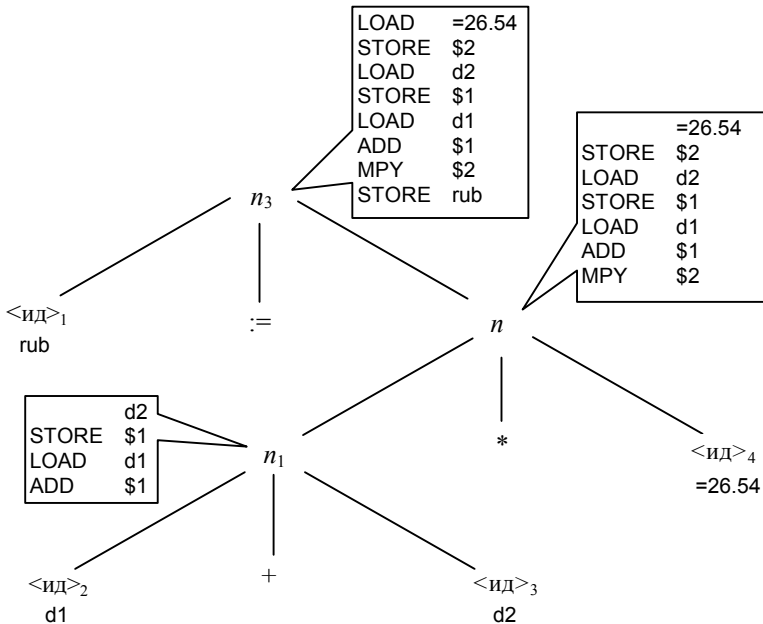 LOAD =26.54
STORE $2
LOAD d2
STORE $1
LOAD d1
ADD $1
MPY $2
STORE rub
=26.54
STORE $2
LOAD d2
STORE $1
LOAD d1
ADD $1
MPY $2
n3
<ид>1
rub
:=
n
d2
STORE $1
LOAD d1
ADD $1
n1
*
<ид>4
=26.54
<ид>2
d1
+
<ид>3
d2